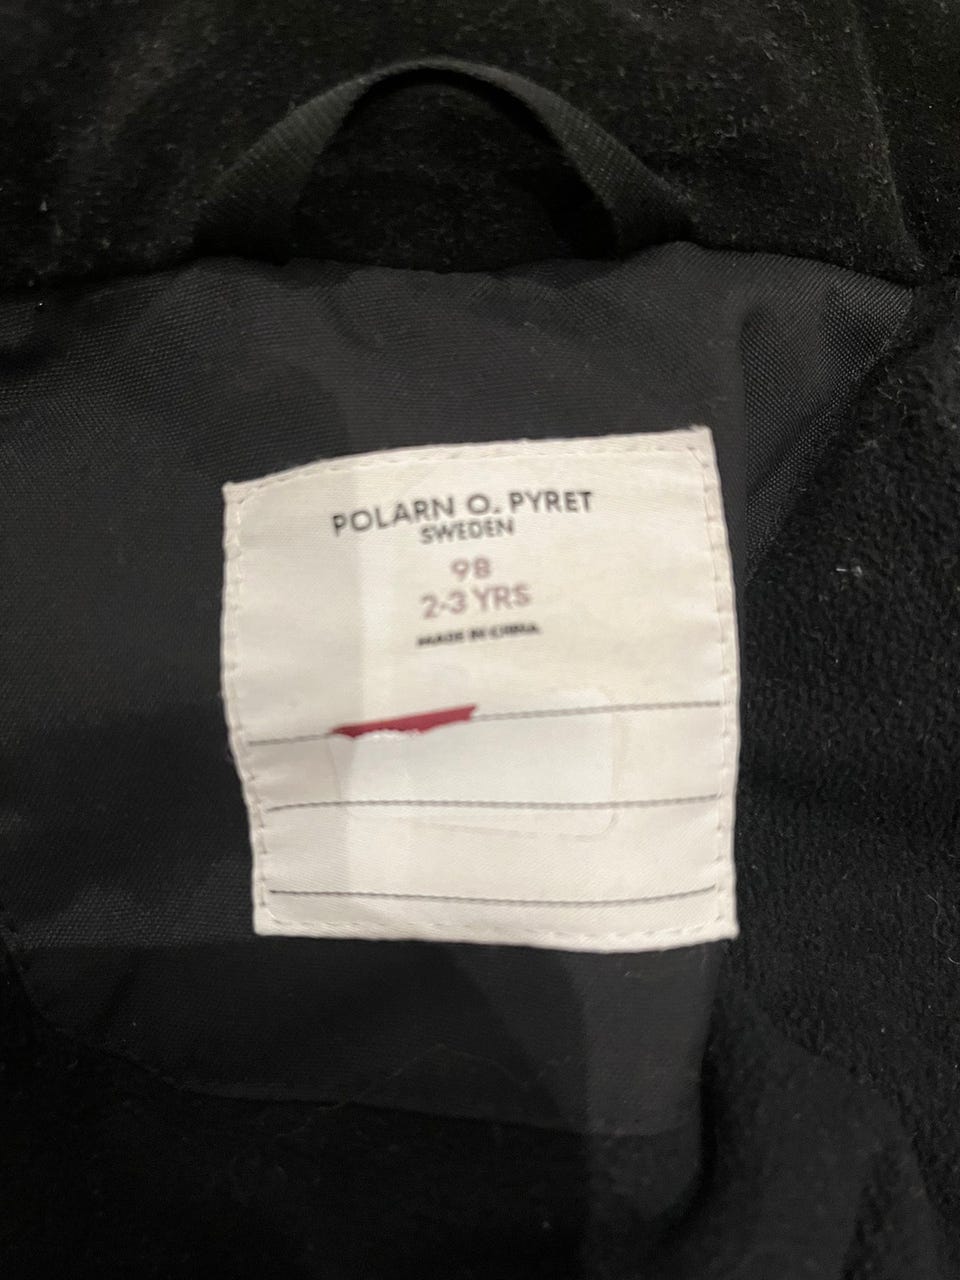 POLARN O. PYRET
SWEDEN
98
2-3 YRS
MADE IN CHINA